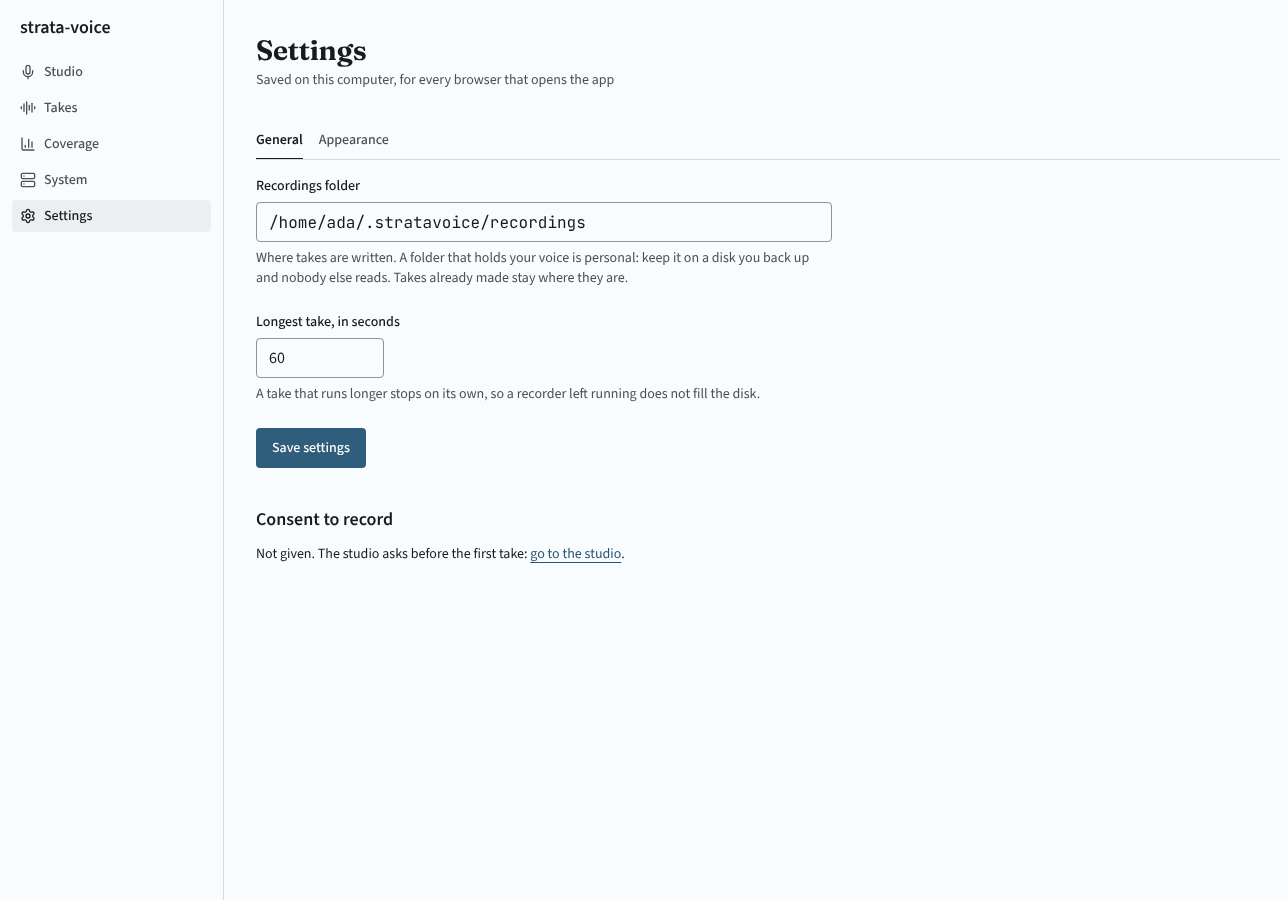 strata-voice
Studio
Takes
Coverage
System
Settings
Settings
Saved on this computer, for every browser that opens the app
General
Appearance
Recordings folder
/home/ada/.stratavoice/recordings
Where takes are written. A folder that holds your voice is personal: keep it on a disk you back up
and nobody else reads. Takes already made stay where they are.
Longest take, in seconds
60
A take that runs longer stops on its own, so a recorder left running does not fill the disk.
Save settings
Consent to record
Not given. The studio asks before the first take: go to the studio.